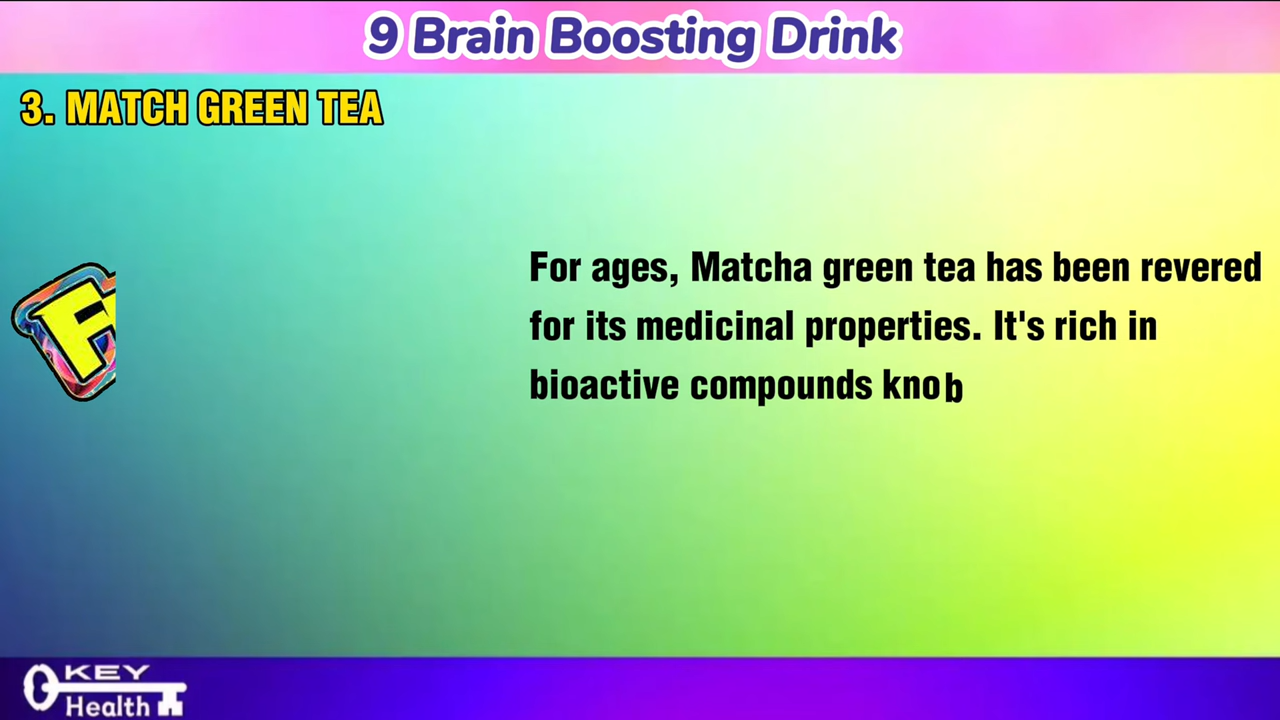 9 Brain Boosting Drink
3. MATCH GREEN TEA
F
For ages, Matcha green tea has been revered
for its medicinal properties. It's rich in
bioactive compounds knob
KEY
Health